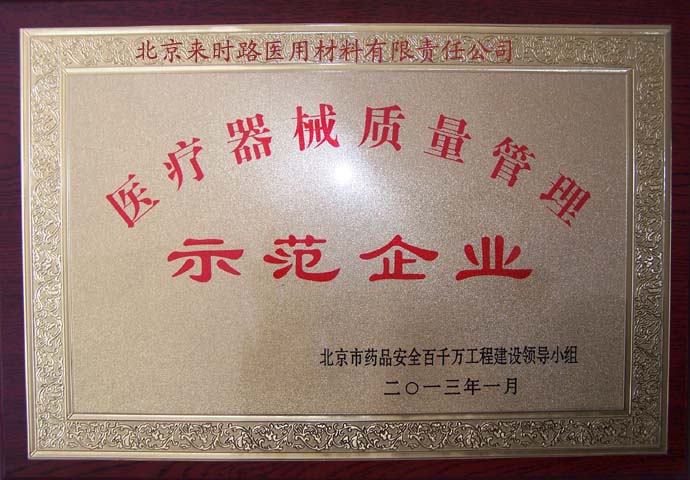 北京来时路医用材料有限责任公司
医疗器械质量管理
示范企业
北京市药品安全百千万工程建设领导小组
二〇一三年一月